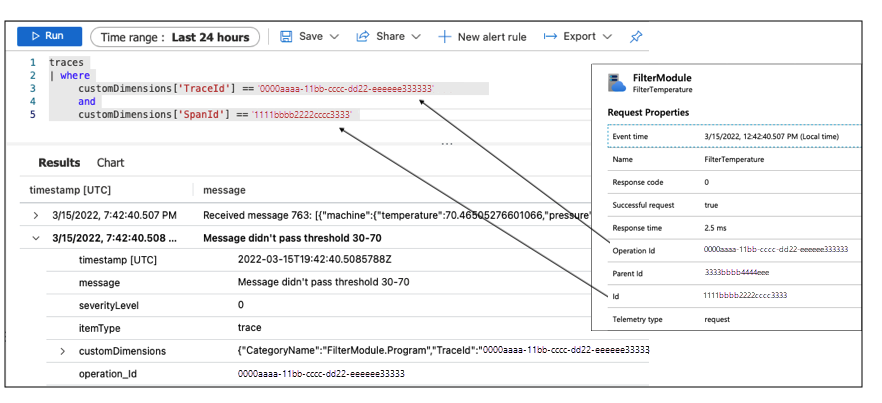 Run
Time range : Last 24 hours
Save
Share
New alert rule
Export
1 traces
2 | where
3 customDimensions['TraceId'] == '0000aaaa-11bb-cccc-dd22-eeeeee333333'
4 and
5 customDimensions['SpanId'] == '1111bbbb2222cccc3333'
...
Results Chart
timestamp [UTC] message
3/15/2022, 7:42:40.507 PM Received message 763: [{"machine":{"temperature":70.46505276601066,"pressure"
3/15/2022, 7:42:40.508 ... Message didn't pass threshold 30-70
timestamp [UTC] 2022-03-15T19:42:40.5085788Z
message Message didn't pass threshold 30-70
severityLevel 0
itemType trace
customDimensions {"CategoryName":"FilterModule.Program","TraceId":"0000aaaa-11bb-cccc-dd22-eeeeee33333
operation_Id 0000aaaa-11bb-cccc-dd22-eeeeee33333
FilterModule
FilterTemperature
Request Properties
Event time 3/15/2022, 12:42:40.507 PM (Local time)
Name FilterTemperature
Response code 0
Successful request true
Response time 2.5 ms
Operation Id 0000aaaa-11bb-cccc-dd22-eeeeee333333
Parent Id 3333bbbb4444eee
Id 1111bbbb2222cccc3333
Telemetry type request